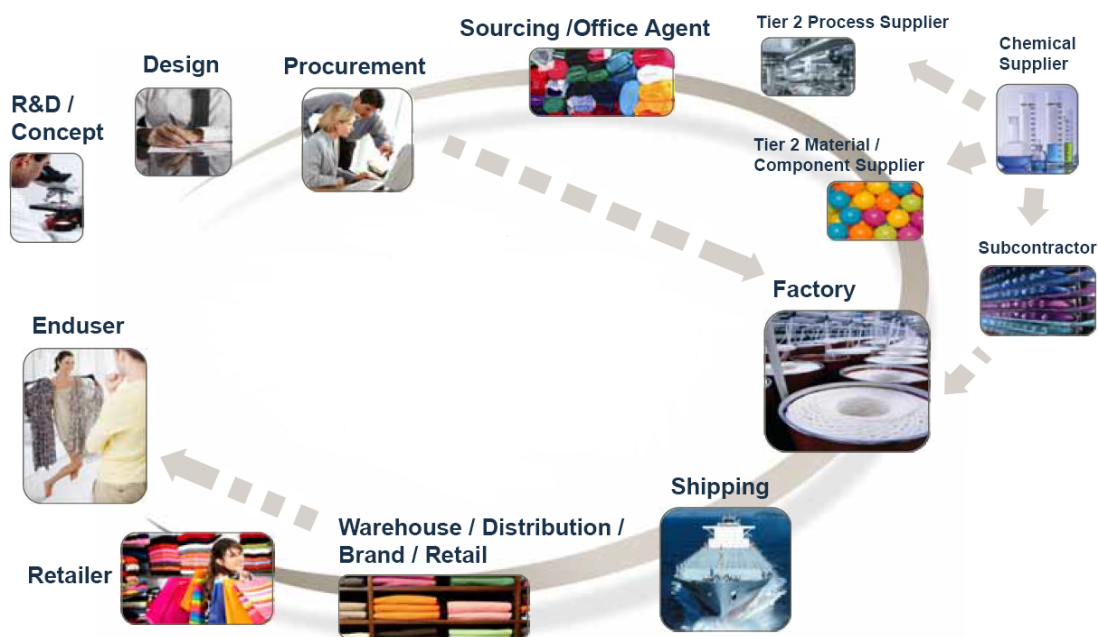 R&D /
Concept
Design
Procurement
Sourcing /Office Agent
Tier 2 Process Supplier
Chemical
Supplier
Tier 2 Material /
Component Supplier
Subcontractor
Factory
Shipping
Warehouse / Distribution /
Brand / Retail
Retailer
Enduser